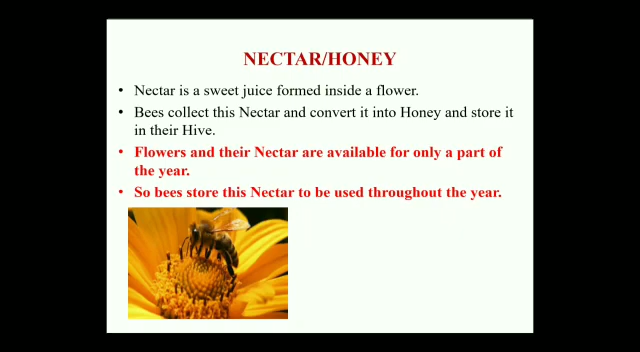 NECTAR/HONEY
• Nectar is a sweet juice formed inside a flower.
• Bees collect this Nectar and convert it into Honey and store it
in their Hive.
• Flowers and their Nectar are available for only a part of
the year.
• So bees store this Nectar to be used throughout the year.